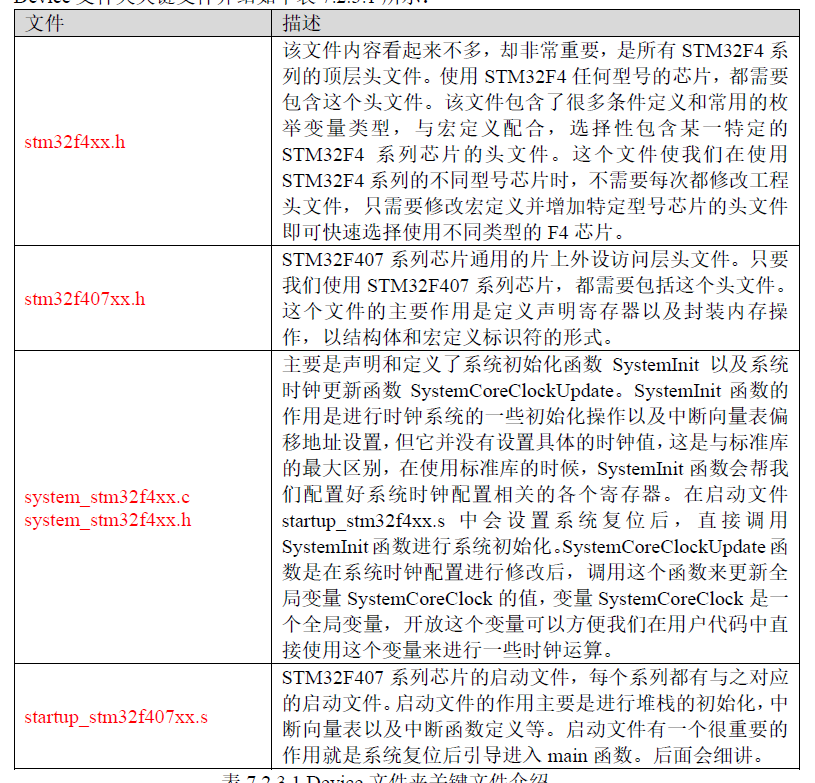 Device 文件夹关键文件介绍如下表 7.2.3.1 所示:
文件
描述
stm32f4xx.h
该文件内容看起来不多，却非常重要，是所有 STM32F4 系
列的顶层头文件。使用 STM32F4 任何型号的芯片，都需要
包含这个头文件。该文件包含了很多条件定义和常用的枚
举变量类型，与宏定义配合，选择性包含某一特定的
STM32F4 系列芯片的头文件。这个文件使我们在使用
STM32F4 系列的不同型号芯片时，不需要每次都修改工程
头文件，只需要修改宏定义并增加特定型号芯片的头文件
即可快速选择使用不同类型的 F4 芯片。
stm32f407xx.h
STM32F407 系列芯片通用的片上外设访问层头文件。只要
我们使用 STM32F407 系列芯片，都需要包括这个头文件。
这个文件的主要作用是定义声明寄存器以及封装内存操
作，以结构体和宏定义标识符的形式。
system_stm32f4xx.c
system_stm32f4xx.h
主要是声明和定义了系统初始化函数 SystemInit 以及系统
时钟更新函数 SystemCoreClockUpdate。SystemInit 函数的
作用是进行时钟系统的一些初始化操作以及中断向量表偏
移地址设置，但它并没有设置具体的时钟值，这是与标准库
的最大区别，在使用标准库的时候，SystemInit 函数会帮我
们配置好系统时钟配置相关的各个寄存器。在启动文件
startup_stm32f4xx.s 中会设置系统复位后，直接调用
SystemInit 函数进行系统初始化。SystemCoreClockUpdate 函
数是在系统时钟配置进行修改后，调用这个函数来更新全
局变量 SystemCoreClock 的值，变量 SystemCoreClock 是一
个全局变量，开放这个变量可以方便我们在用户代码中直
接使用这个变量来进行一些时钟运算。
startup_stm32f407xx.s
STM32F407 系列芯片的启动文件，每个系列都有与之对应
的启动文件。启动文件的作用主要是进行堆栈的初始化，中
断向量表以及中断函数定义等。启动文件有一个很重要的
作用就是系统复位后引导进入 main 函数。后面会细讲。
表 7.2.3.1 Device 文件夹关键文件介绍